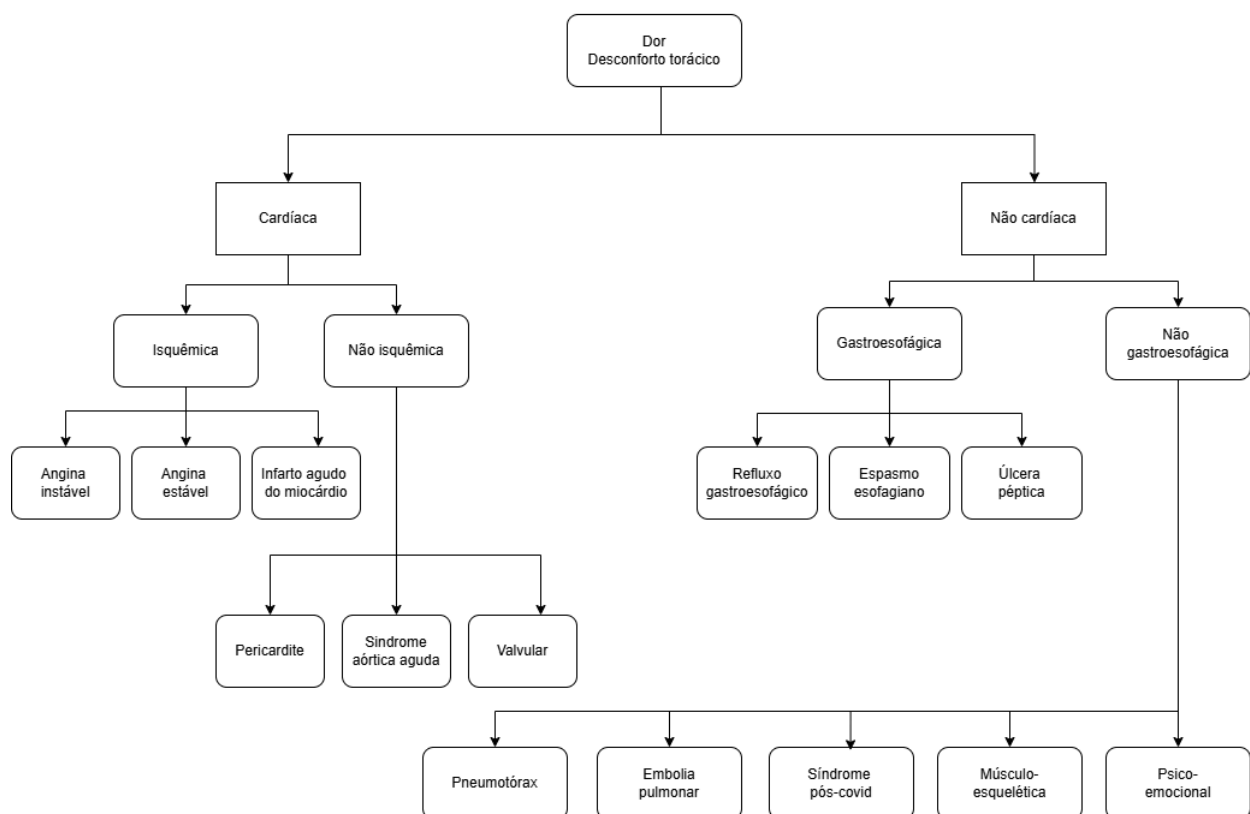 Dor
Desconforto torácico
Cardíaca
Não cardíaca
Isquêmica
Não isquêmica
Gastroesofágica
Não
gastroesofágica
Angina
instável
Angina
estável
Infarto agudo
do miocárdio
Refluxo
gastroesofágico
Espasmo
esofagiano
Úlcera
péptica
Pericardite
Sindrome
aórtica aguda
Valvular
Pneumotórax
Embolia
pulmonar
Síndrome
pós-covid
Músculo-
esquelética
Psico-
emocional